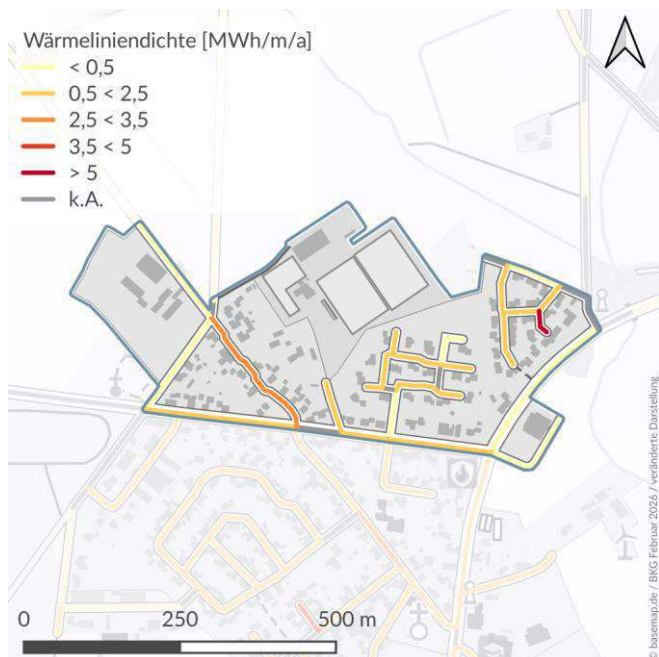 Wärmeliniendichte [MWh/m/a]
< 0,5
0,5 < 2,5
2,5 < 3,5
3,5 < 5
> 5
k.A.
0 250 500 m
© basemap.de / BKG Februar 2026 / veränderte Darstellung